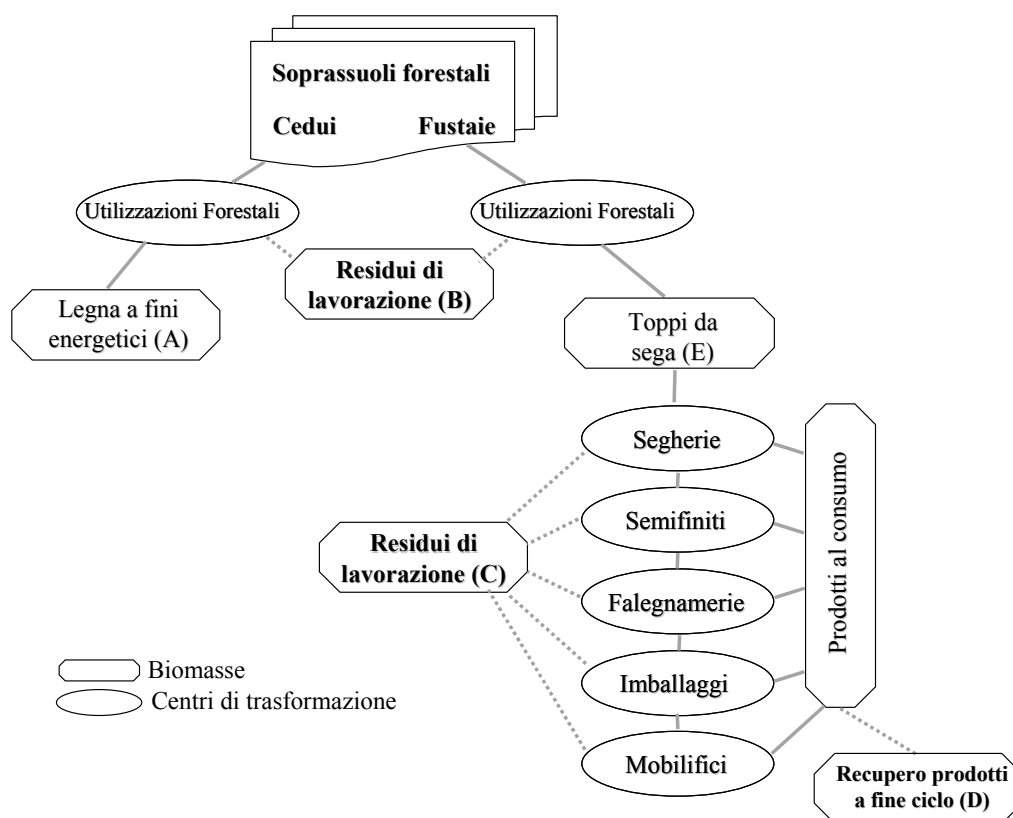 Soprassuoli forestali
Cedui Fustaie
Utilizzazioni Forestali
Utilizzazioni Forestali
Residui di
lavorazione (B)
Legna a fini
energetici (A)
Toppi da
sega (E)
Segherie
Semifiniti
Falegnamerie
Imballaggi
Mobilifici
Prodotti al consumo
Residui di
lavorazione (C)
Biomasse
Centri di trasformazione
Recupero prodotti
a fine ciclo (D)